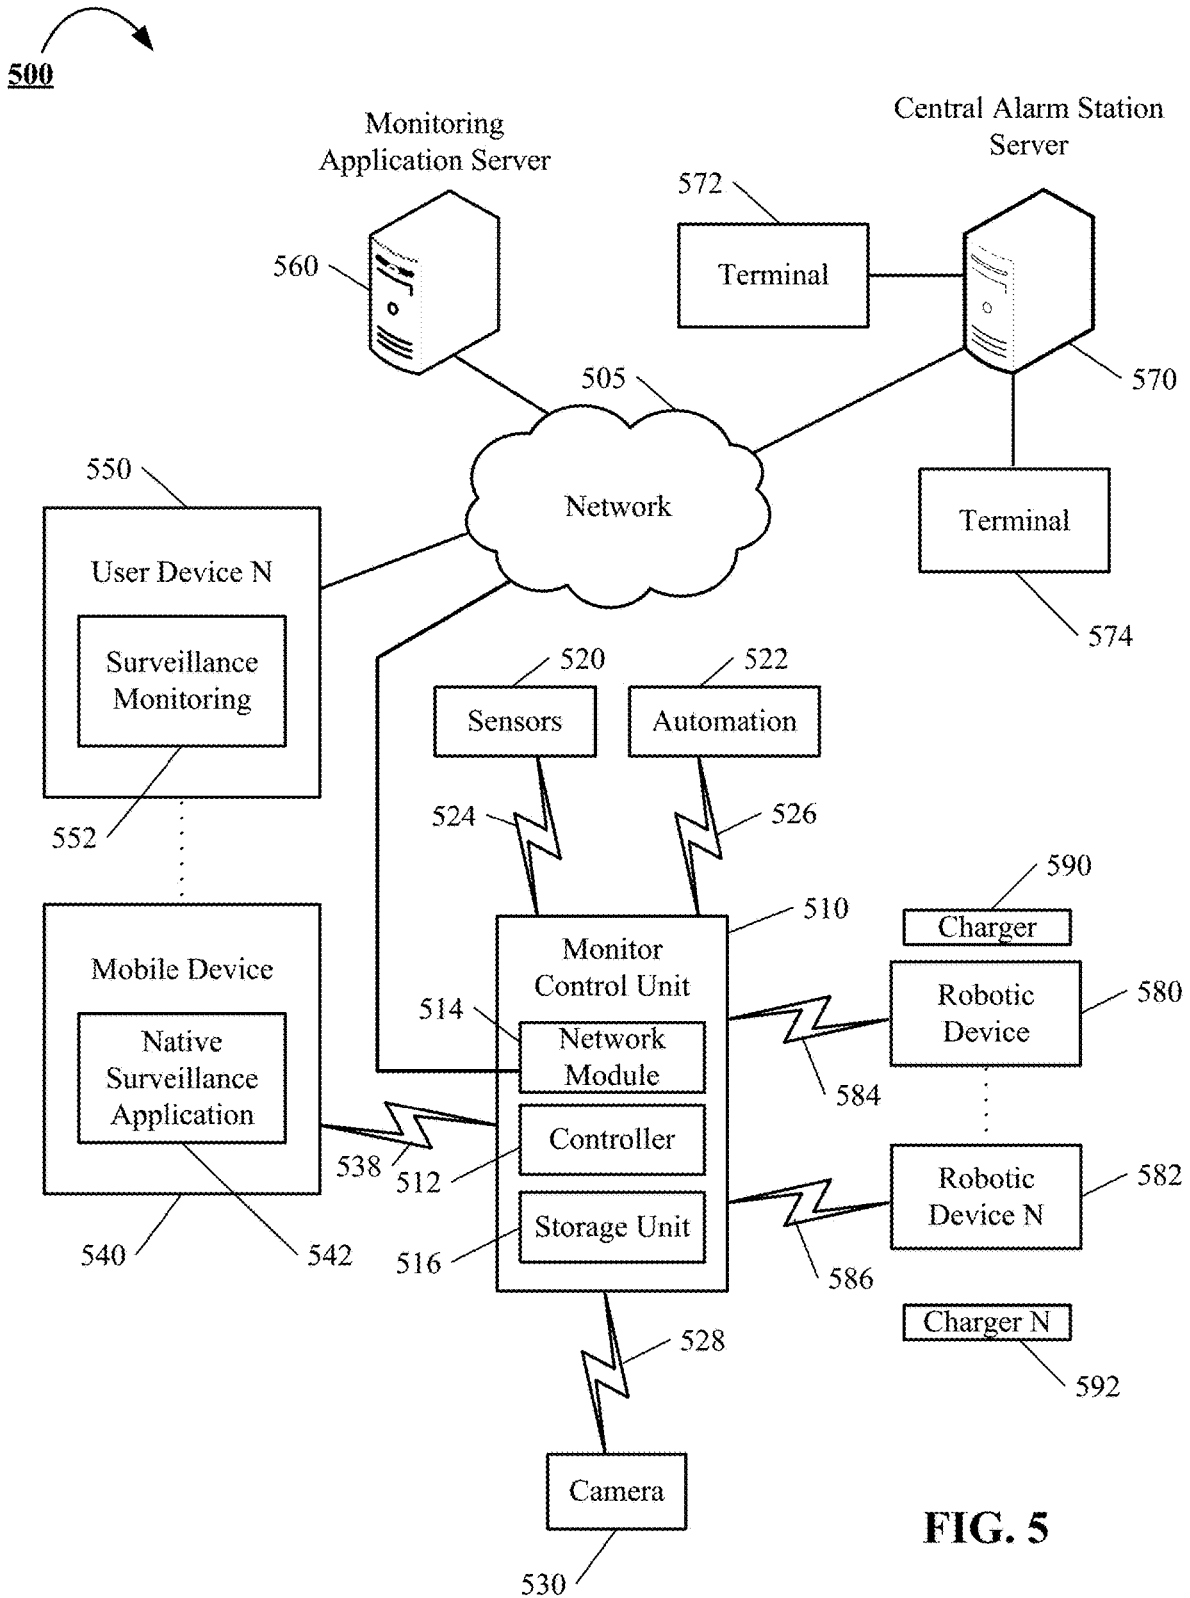 500
Monitoring
Application Server
560
Central Alarm Station
Server
572
Terminal
570
505
Network
Terminal
574
550
User Device N
Surveillance
Monitoring
552
520
Sensors
522
Automation
524
526
510
Monitor
Control Unit
514
Network
Module
Controller
512
Storage Unit
516
Mobile Device
Native
Surveillance
Application
538
540
542
590
Charger
Robotic
Device
580
584
Robotic
Device N
582
586
Charger N
592
528
Camera
530
FIG. 5